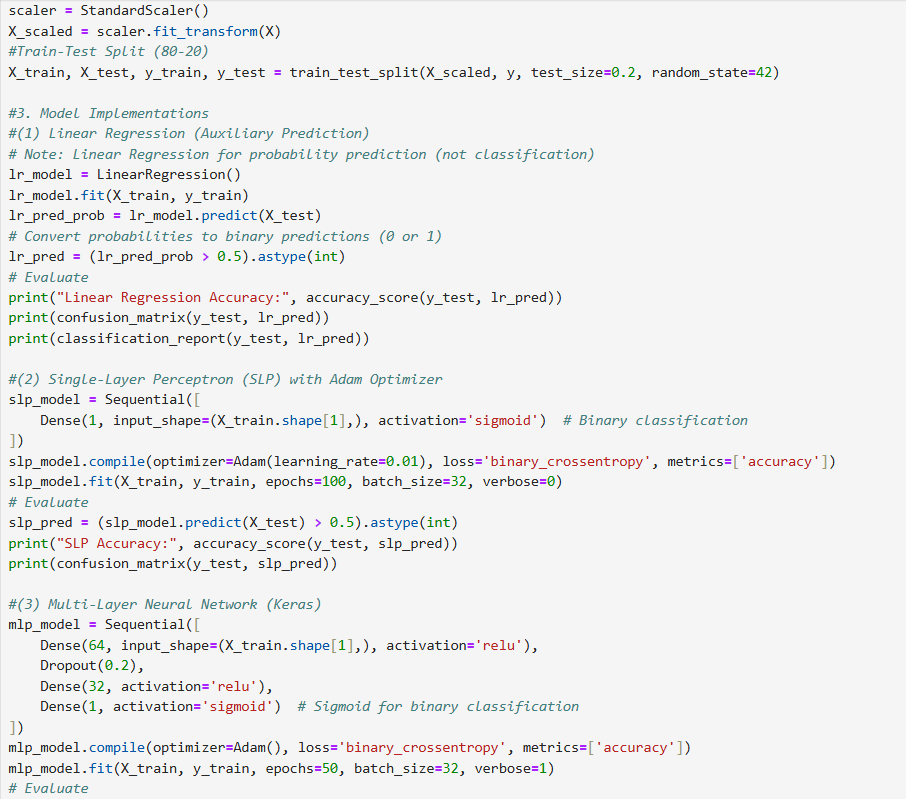 scaler = StandardScaler()
X_scaled = scaler.fit_transform(X)
#Train-Test Split (80-20)
X_train, X_test, y_train, y_test = train_test_split(X_scaled, y, test_size=0.2, random_state=42)

#3. Model Implementations
#(1) Linear Regression (Auxiliary Prediction)
# Note: Linear Regression for probability prediction (not classification)
lr_model = LinearRegression()
lr_model.fit(X_train, y_train)
lr_pred_prob = lr_model.predict(X_test)
# Convert probabilities to binary predictions (0 or 1)
lr_pred = (lr_pred_prob > 0.5).astype(int)
# Evaluate
print("Linear Regression Accuracy:", accuracy_score(y_test, lr_pred))
print(confusion_matrix(y_test, lr_pred))
print(classification_report(y_test, lr_pred))

#(2) Single-Layer Perceptron (SLP) with Adam Optimizer
slp_model = Sequential([
    Dense(1, input_shape=(X_train.shape[1],), activation='sigmoid')  # Binary classification
])
slp_model.compile(optimizer=Adam(learning_rate=0.01), loss='binary_crossentropy', metrics=['accuracy'])
slp_model.fit(X_train, y_train, epochs=100, batch_size=32, verbose=0)
# Evaluate
slp_pred = (slp_model.predict(X_test) > 0.5).astype(int)
print("SLP Accuracy:", accuracy_score(y_test, slp_pred))
print(confusion_matrix(y_test, slp_pred))

#(3) Multi-Layer Neural Network (Keras)
mlp_model = Sequential([
    Dense(64, input_shape=(X_train.shape[1],), activation='relu'),
    Dropout(0.2),
    Dense(32, activation='relu'),
    Dense(1, activation='sigmoid')  # Sigmoid for binary classification
])
mlp_model.compile(optimizer=Adam(), loss='binary_crossentropy', metrics=['accuracy'])
mlp_model.fit(X_train, y_train, epochs=50, batch_size=32, verbose=1)
# Evaluate